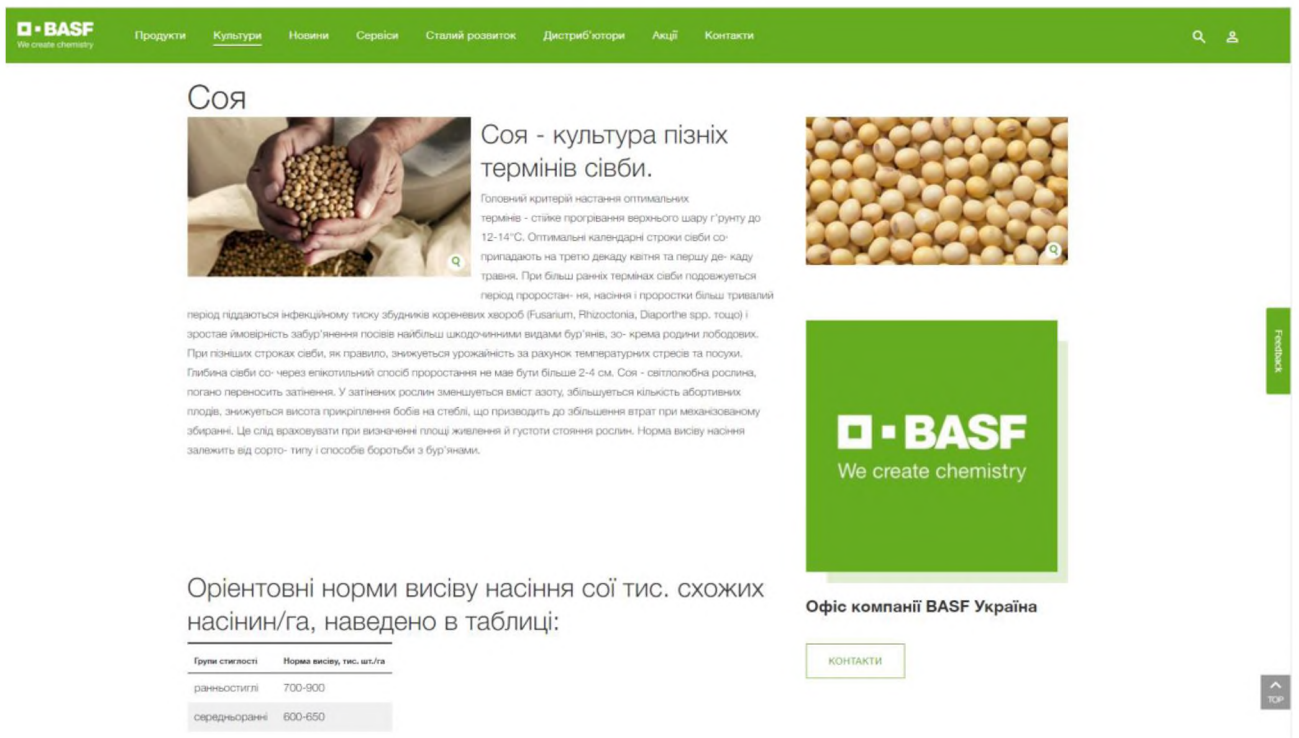 BASF
We create chemistry
Продукти Культури Новини Сервіси Сталий розвиток Дистриб'ютори Акції Контакти
Соя
Соя - культура пізніх
термінів сівби.
Головний критерій настання оптимальних
термінів - стійке прогрівання верхнього шару г'рунту до
12-14°C. Оптимальні календарні строки сівби со-
припадають на третю декаду квітня та першу де- каду
травня. При більш ранніх термінах сівби подовжується
період проростан- ня, насіння і проростки більш тривалий
період піддаються інфекційному тиску збудників кореневих хвороб (Fusarium, Rhizoctonia, Diaporthe spp. тощо) і
зростає ймовірність забур'янення посівів найбільш шкодочинними видами бур'янів, зо- крема родини лободових.
При пізніших строках сівби, як правило, знижується урожайність за рахунок температурних стресів та посухи.
Глибина сівби со- через епікотильний спосіб проростання не має бути більше 2-4 см. Соя - світлолюбна рослина,
погано переносить затінення. У затінених рослин зменшується вміст азоту, збільшується кількість абортивних
плодів, знижується висота прикріплення бобів на стеблі, що призводить до збільшення втрат при механізованому
збиранні. Це слід враховувати при визначенні площі живлення й густоти стояння рослин. Норма висіву насіння
залежить від сорто- типу і способів боротьби з бур'янами.
Feedback
BASF
We create chemistry
Офіс компанії BASF Україна
КОНТАКТИ
Оріентовні норми висіву насіння сої тис. схожих
насінин/га, наведено в таблиці:
Групи стиглості Норма висіву, тис. шт./га
ранньостиглі 700-900
середньоранні 600-650
TOP